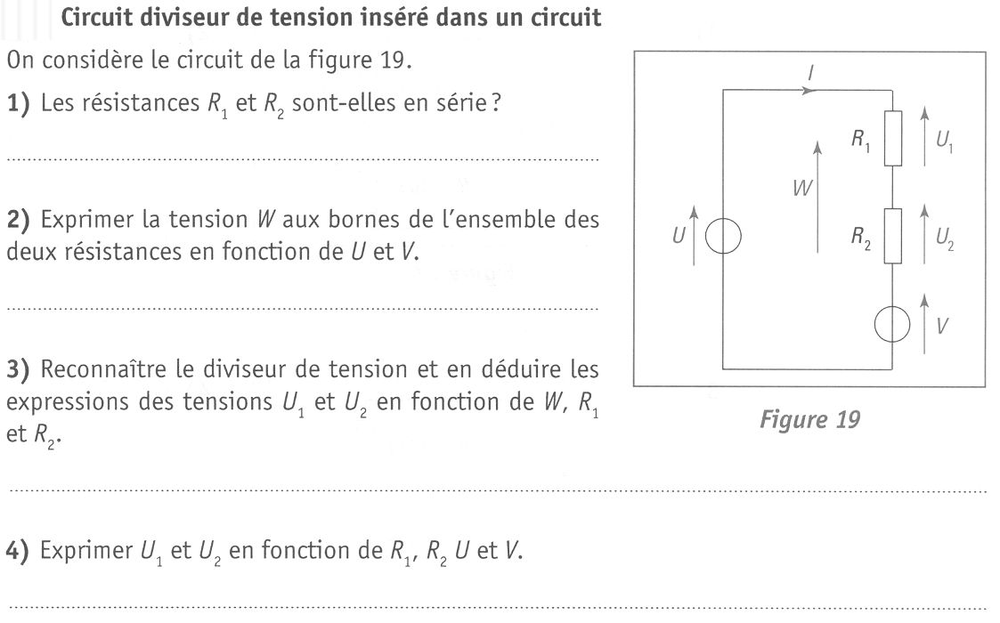 Circuit diviseur de tension inséré dans un circuit
On considère le circuit de la figure 19.
1) Les résistances R₁ et R₂ sont-elles en série ?
2) Exprimer la tension W aux bornes de l'ensemble des
deux résistances en fonction de U et V.
3) Reconnaître le diviseur de tension et en déduire les
expressions des tensions U₁ et U₂ en fonction de W, R₁
et R₂.
4) Exprimer U₁ et U₂ en fonction de R₁, R₂ U et V.
I
R₁
U₁
W
U
R₂
U₂
V
Figure 19